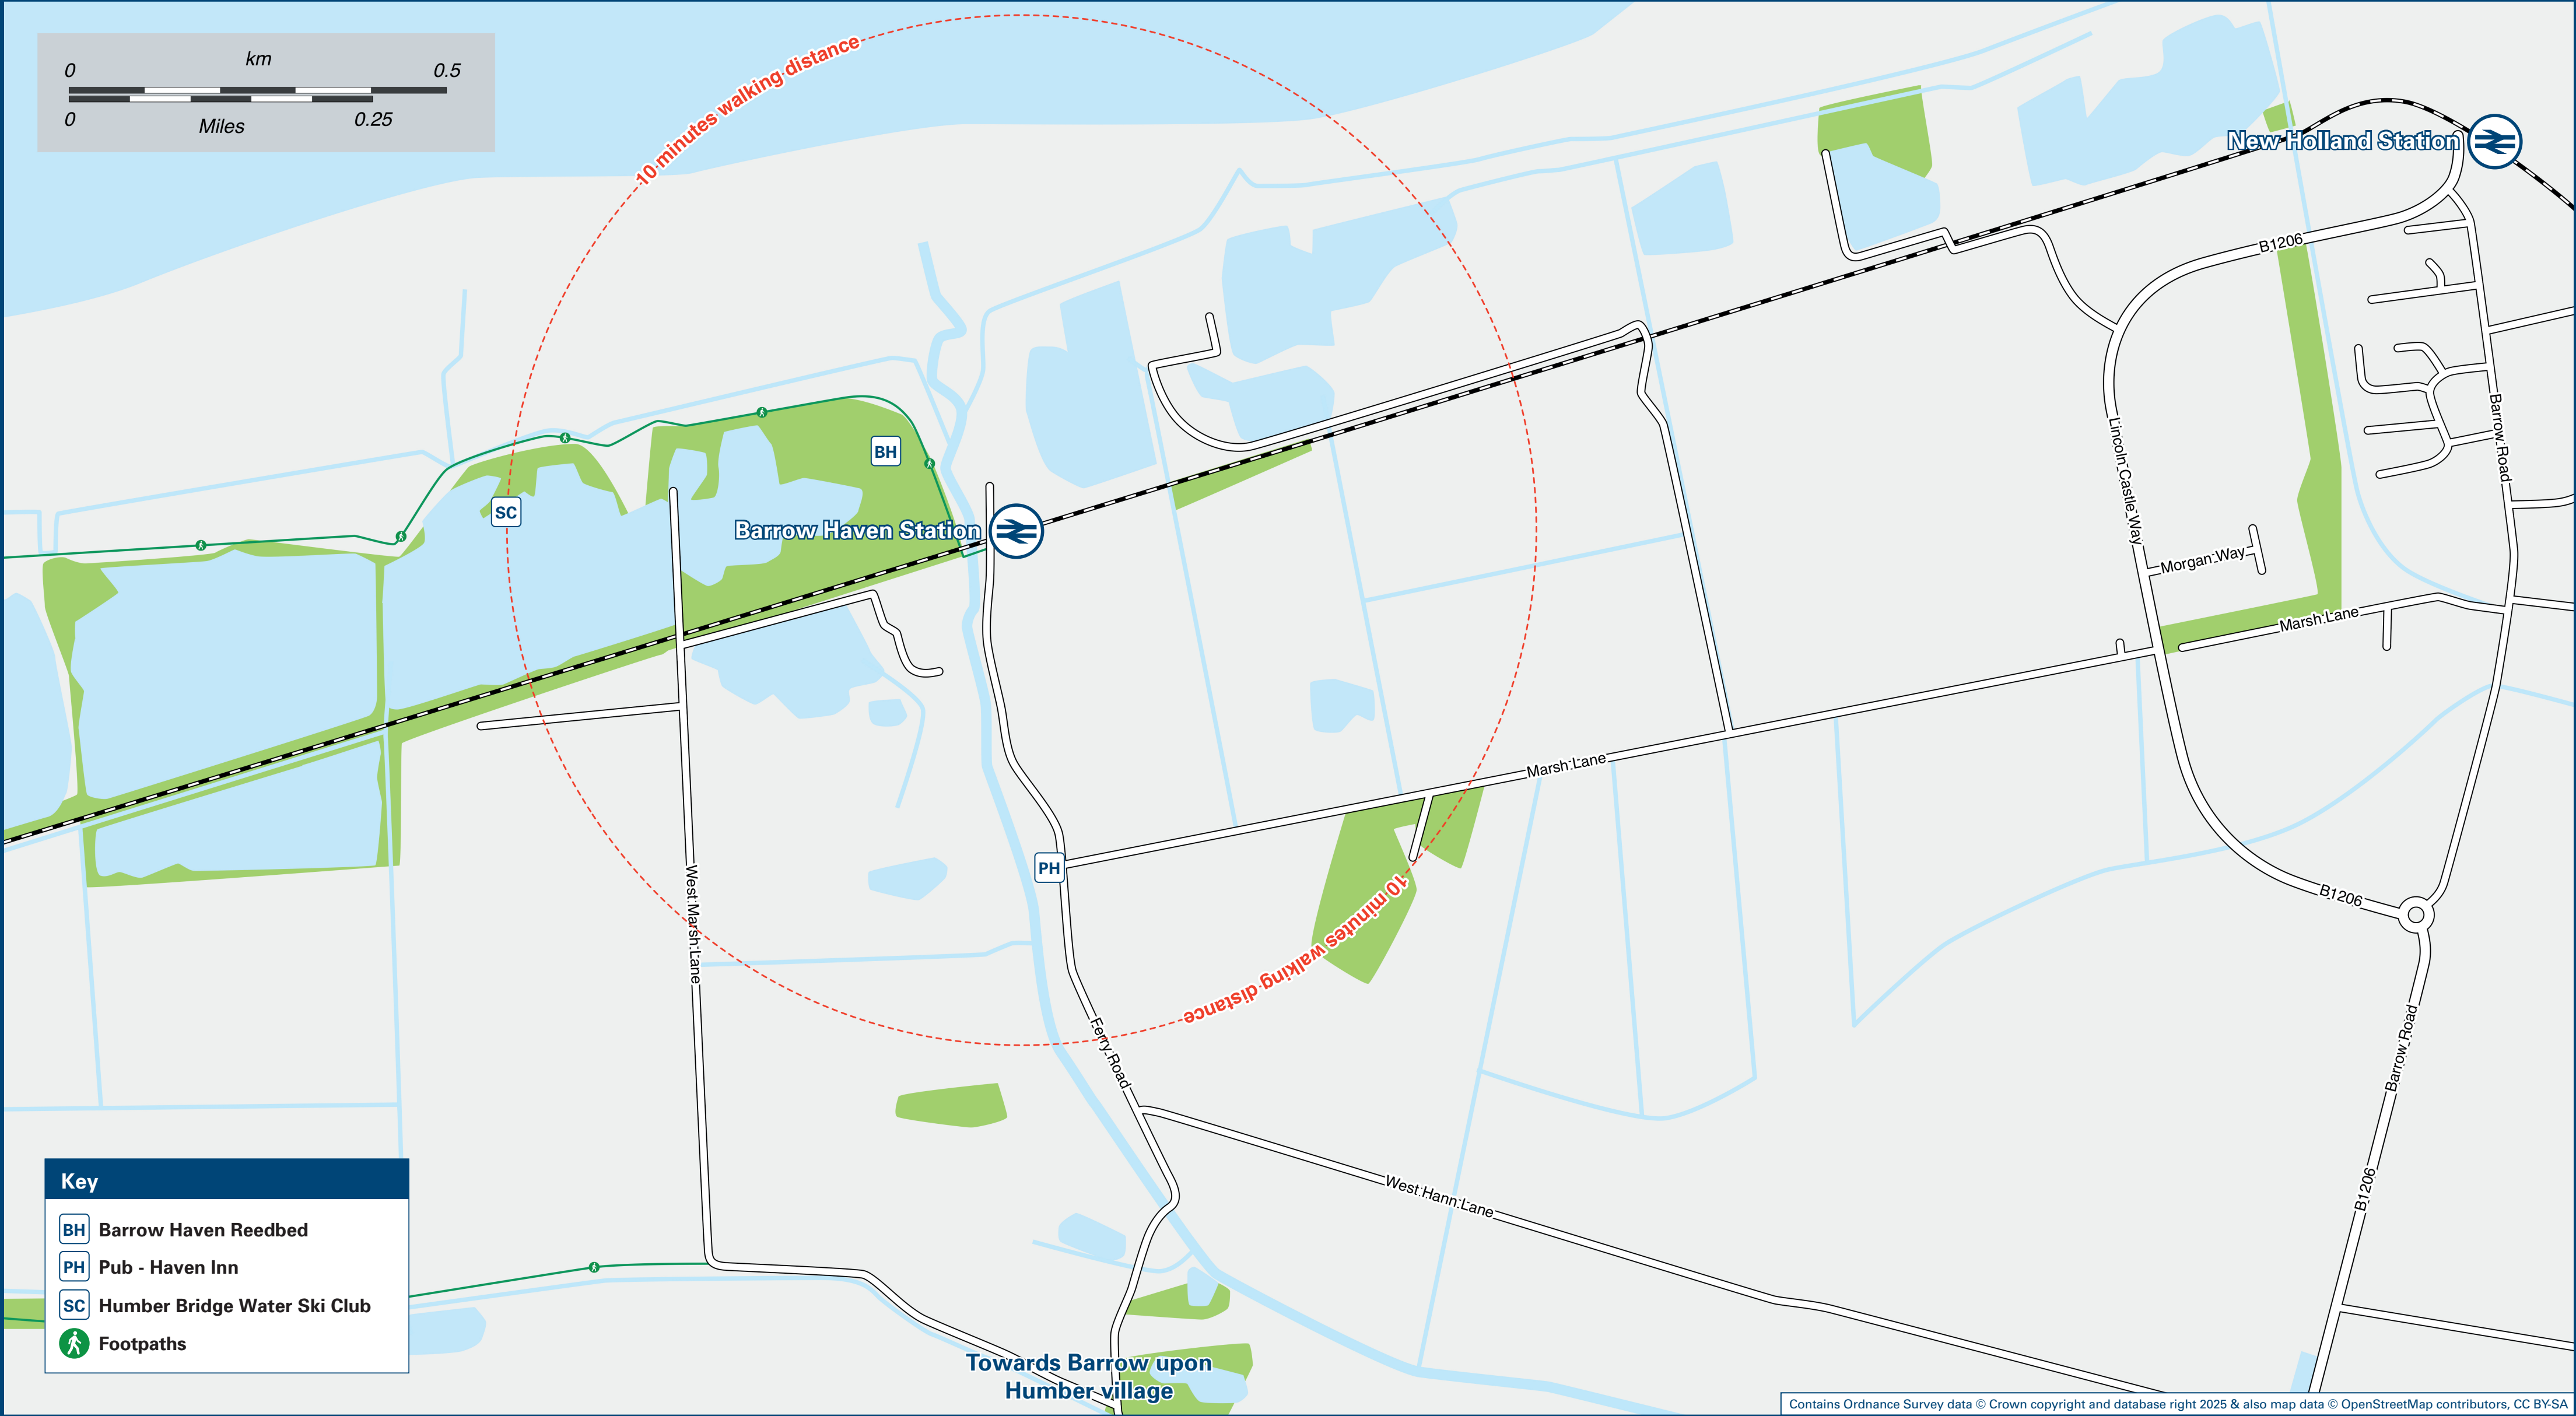 km
0 0.5
0 0.25
Miles
10 minutes walking distance
New Holland Station
B1206
Barrow Road
Lincoln Castle Way
BH
SC
Barrow Haven Station
Morgan Way
Marsh Lane
Marsh Lane
PH
West Marsh Lane
10 minutes walking distance
B1206
Ferry Road
Barrow Road
West Hann Lane
B1206
Key
BH Barrow Haven Reedbed
PH Pub - Haven Inn
SC Humber Bridge Water Ski Club
Footpaths
Towards Barrow upon
Humber village
Contains Ordnance Survey data © Crown copyright and database right 2025 & also map data © OpenStreetMap contributors, CC BY-SA